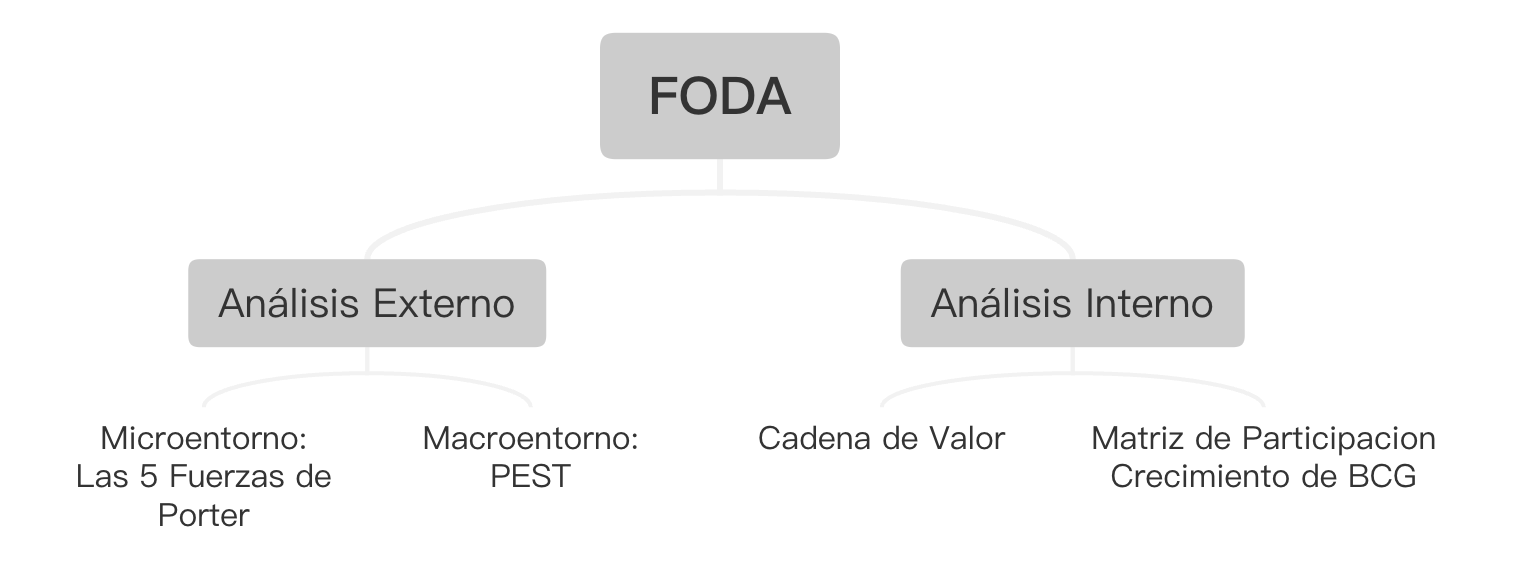 FODA
Análisis Externo
Análisis Interno
Microentorno:
Las 5 Fuerzas de
Porter
Macroentorno:
PEST
Cadena de Valor
Matriz de Participacion
Crecimiento de BCG